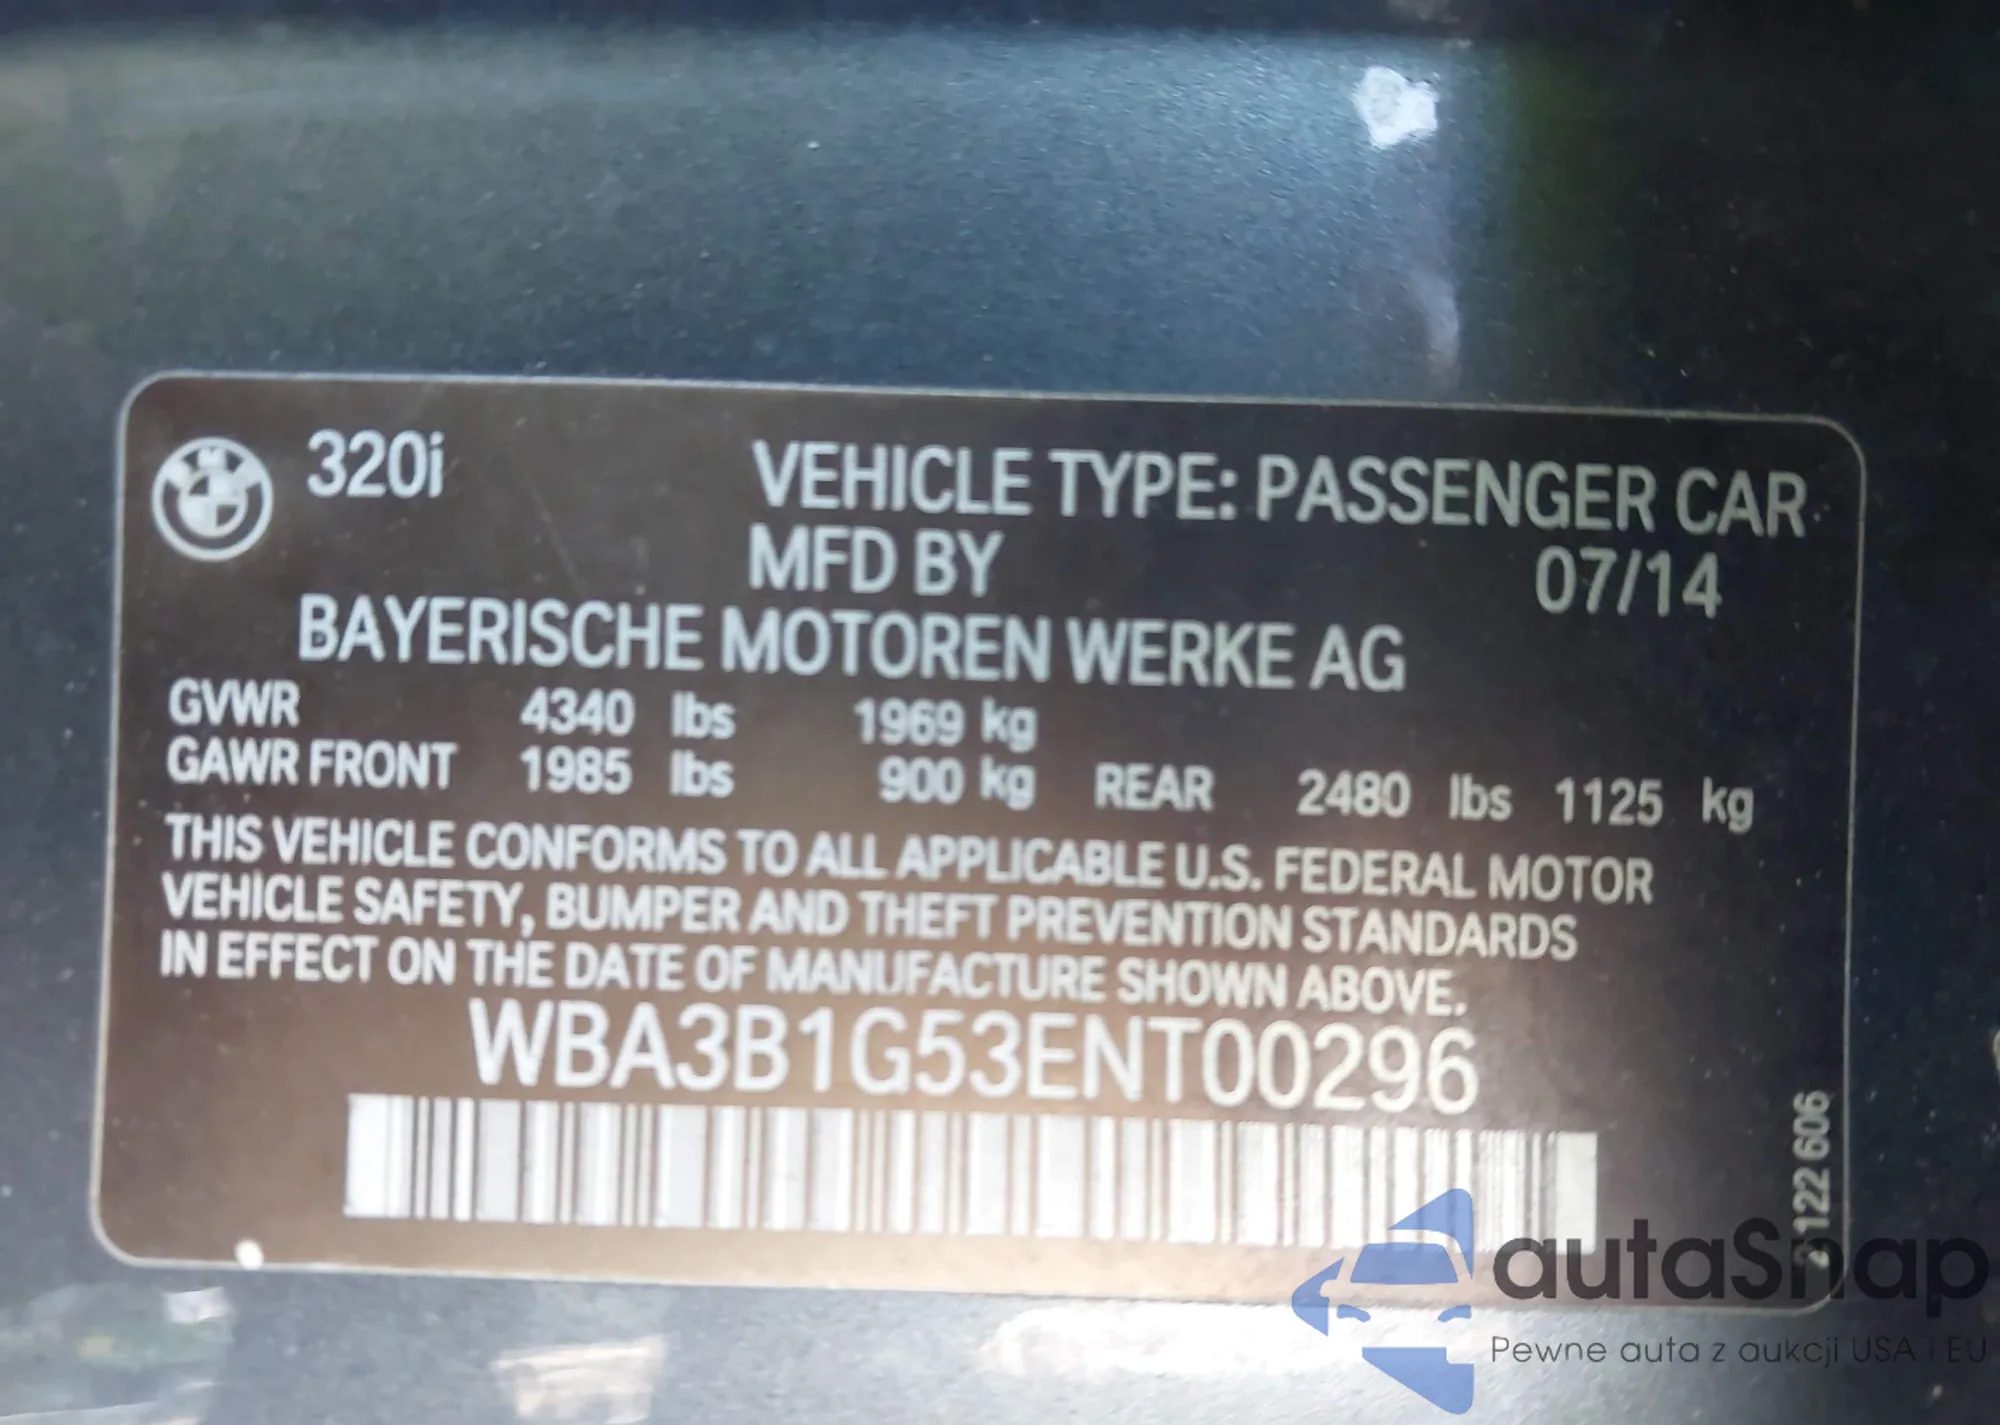 320i
VEHICLE TYPE: PASSENGER CAR
MFD BY
07/14
BAYERISCHE MOTOREN WERKE AG
GVWR 4340 lbs 1969 kg
GAWR FRONT 1985 lbs 900 kg REAR 2480 lbs 1125 kg
THIS VEHICLE CONFORMS TO ALL APPLICABLE U.S. FEDERAL MOTOR
VEHICLE SAFETY, BUMPER AND THEFT PREVENTION STANDARDS
IN EFFECT ON THE DATE OF MANUFACTURE SHOWN ABOVE.
WBA3B1G53ENT00296
2122606
autaSnap
Pewne auta z aukcji USA i EU